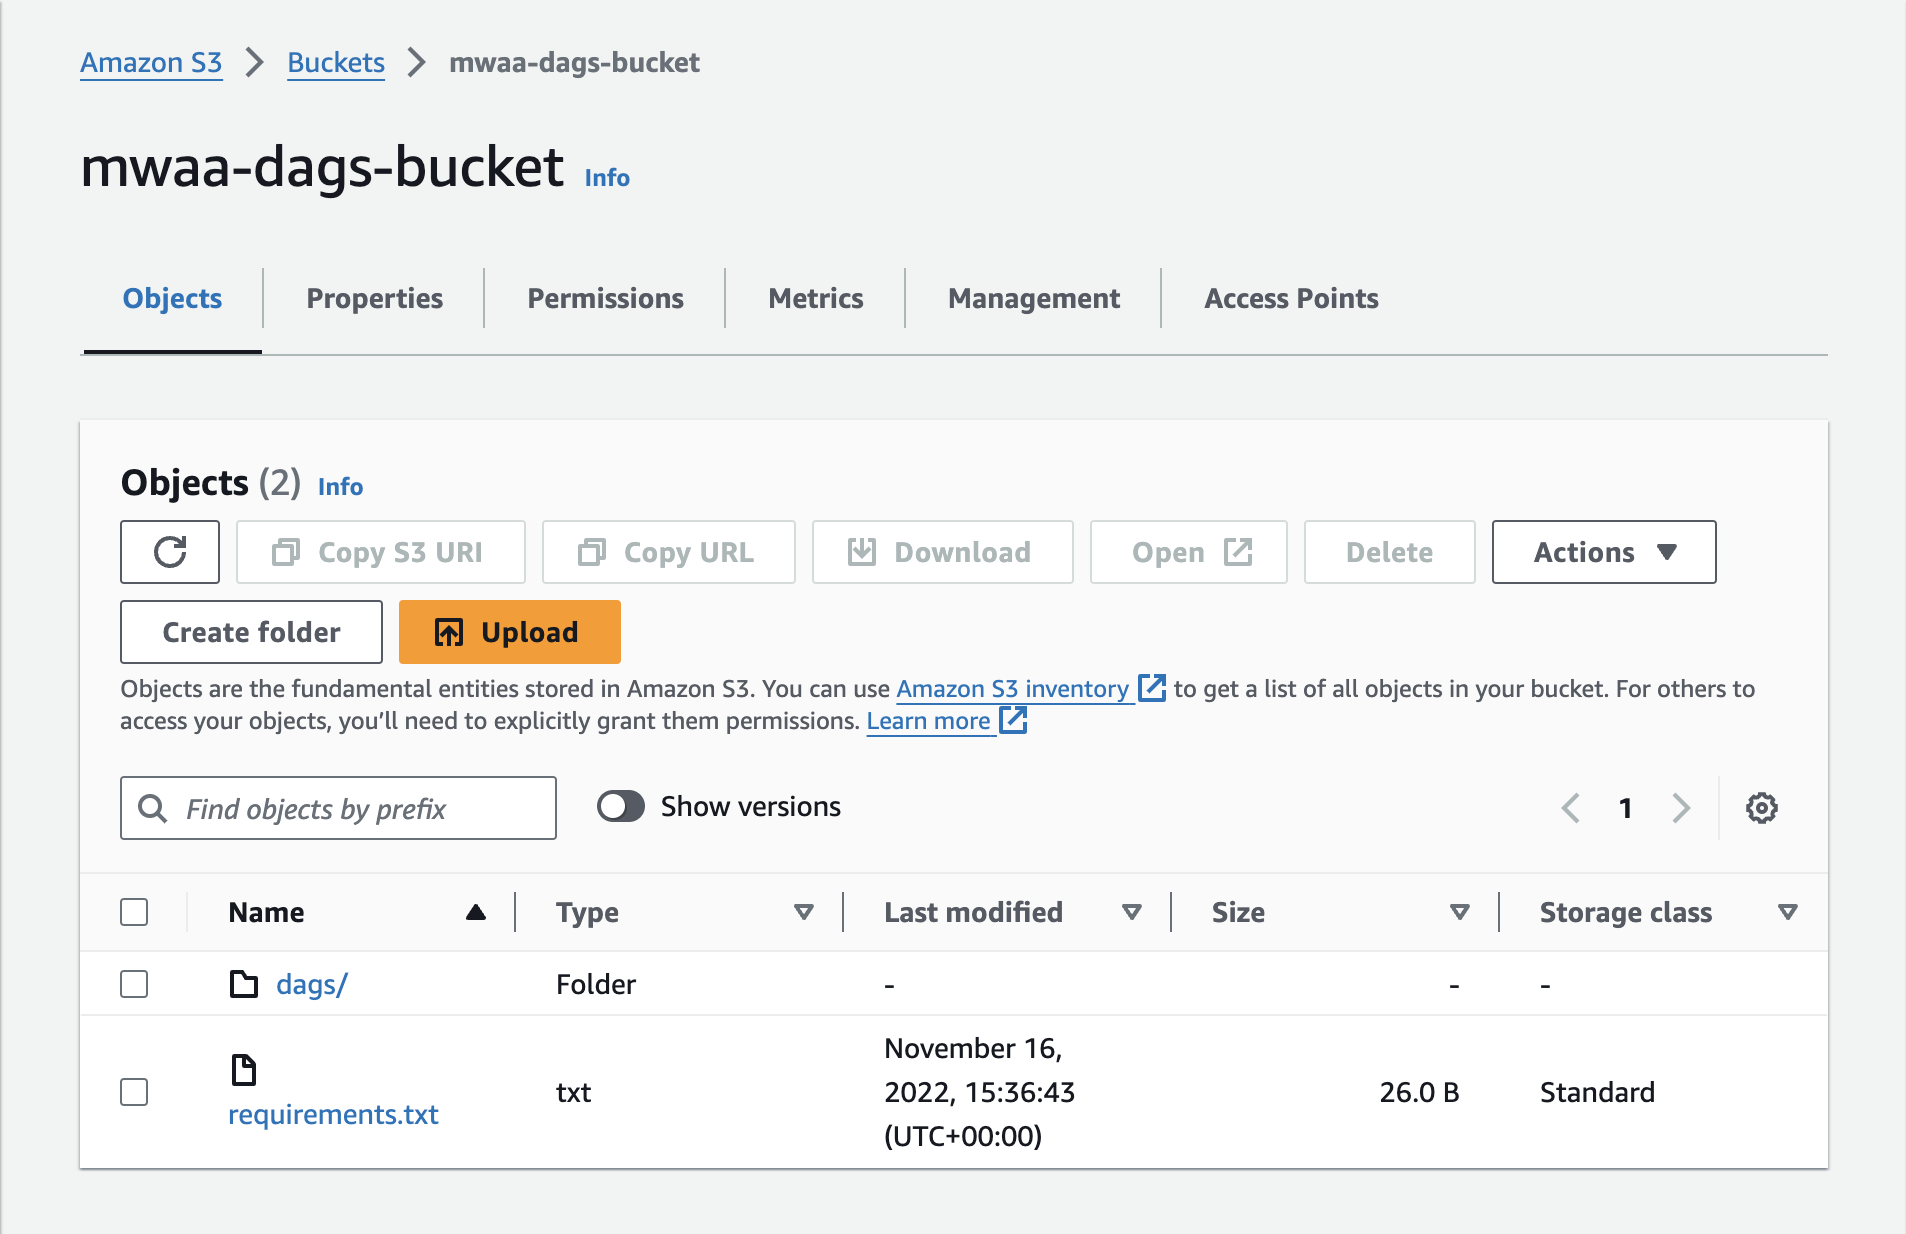 Amazon S3 Buckets mwaa-dags-bucket
mwaa-dags-bucket Info
Objects Properties Permissions Metrics Management Access Points
Objects (2) Info
Copy S3 URI Copy URL Download Open Delete Actions
Create folder Upload
Objects are the fundamental entities stored in Amazon S3. You can use Amazon S3 inventory to get a list of all objects in your bucket. For others to
access your objects, you’ll need to explicitly grant them permissions. Learn more
Find objects by prefix Show versions 1
Name Type Last modified Size Storage class
dags/ Folder - - -
November 16,
requirements.txt txt 2022, 15:36:43 26.0 B Standard
(UTC+00:00)